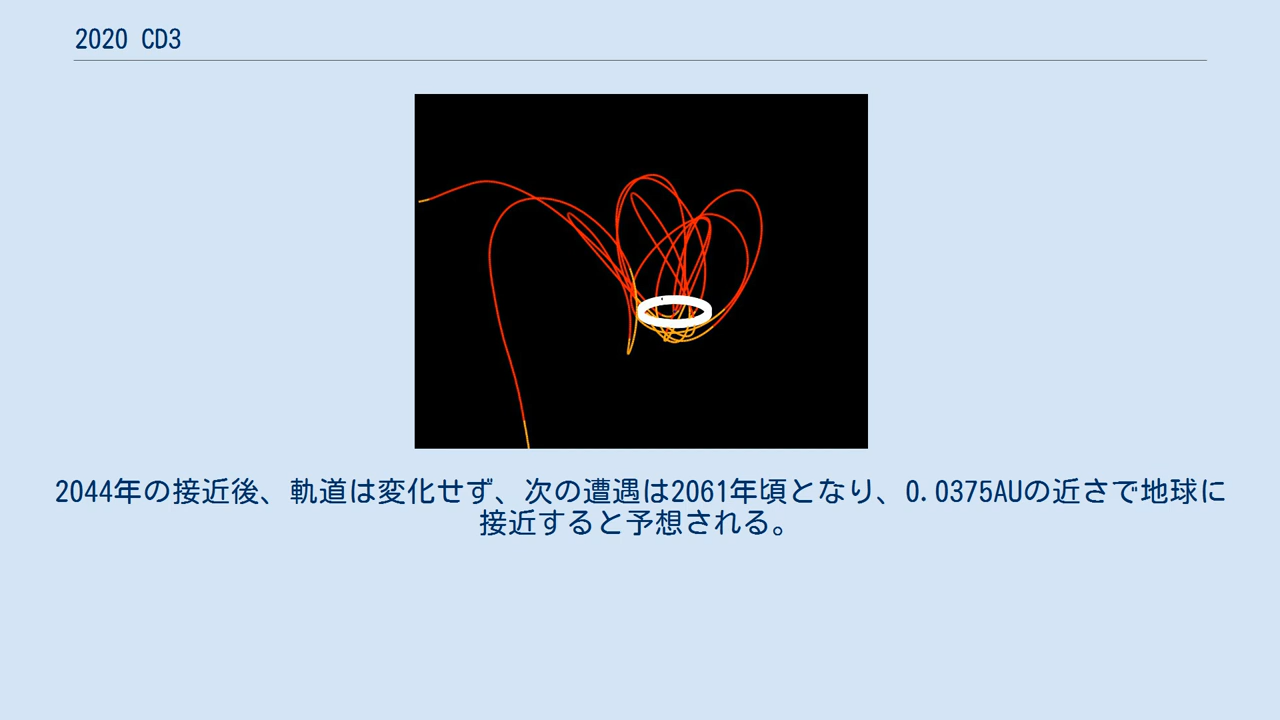 2020 CD3
2044年の接近後、軌道は変化せず、次の遭遇は2061年頃となり、0.0375AUの近さで地球に
接近すると予想される。